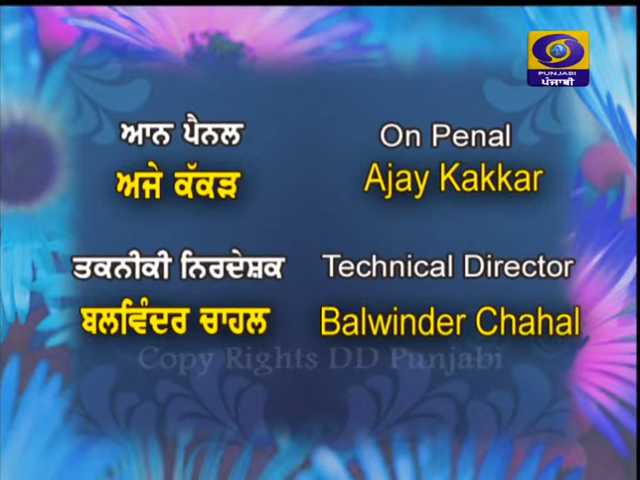 PUNJABI
ਪੰਜਾਬੀ
ਆਨ ਪੈਨਲ On Penal
ਅਜੇ ਕੱਕੜ Ajay Kakkar
ਤਕਨੀਕੀ ਨਿਰਦੇਸ਼ਕ Technical Director
ਬਲਵਿੰਦਰ ਚਾਹਲ Balwinder Chahal
Copy Rights DD Punjabi